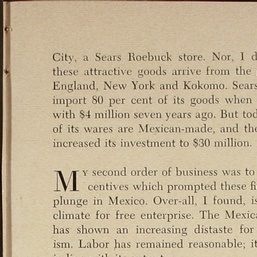 City, a Sears Roebuck store. Nor, I d
these attractive goods arrive from the
England, New York and Kokomo. Sears
import 80 per cent of its goods when
with $4 million seven years ago. But tod
of its wares are Mexican-made, and the
increased its investment to $30 million.
MY second order of business was to
centives which prompted these fi
plunge in Mexico. Over-all, I found, is
climate for free enterprise. The Mexica
has shown an increasing distaste for
ism. Labor has remained reasonable; it